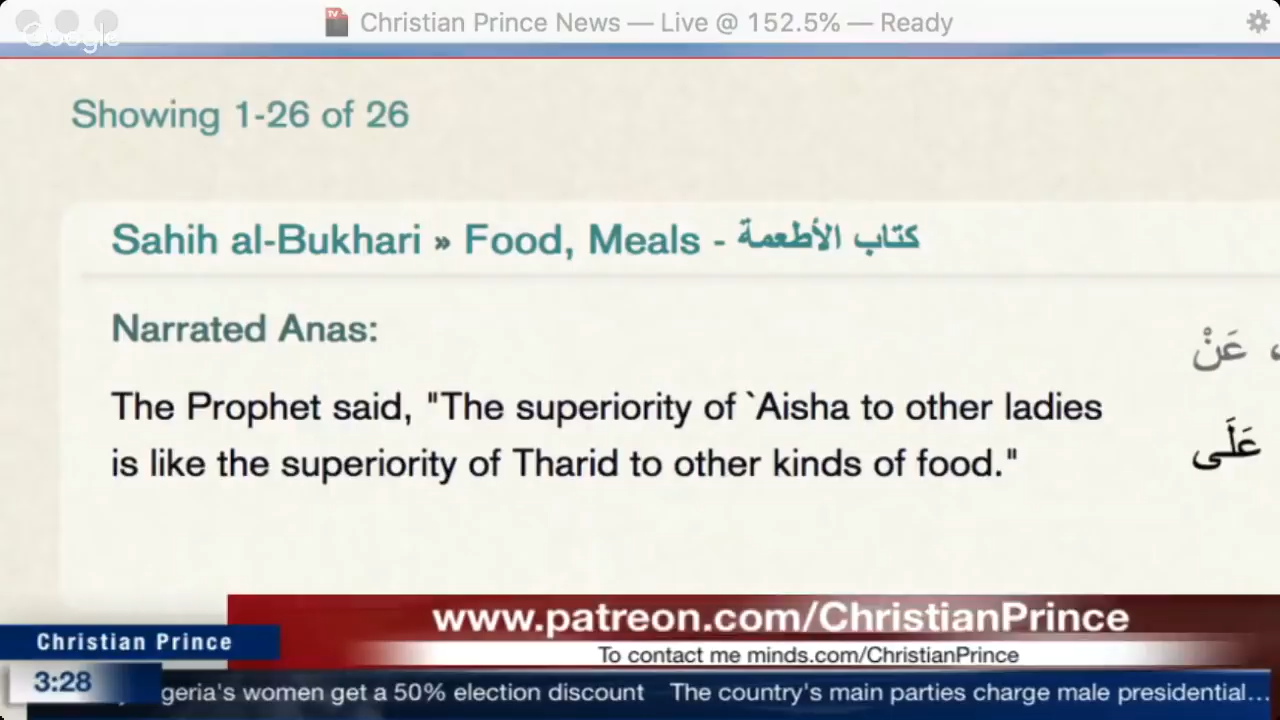 Christian Prince News — Live @ 152.5% — Ready
Google
Showing 1-26 of 26
Sahih al-Bukhari » Food, Meals - كتاب الأطعمة
Narrated Anas:
عَنْ
The Prophet said, "The superiority of `Aisha to other ladies
عَلَى
is like the superiority of Tharid to other kinds of food."
www.patreon.com/ChristianPrince
Christian Prince
To contact me minds.com/ChristianPrince
3:28
geria's women get a 50% election discount The country's main parties charge male presidential...